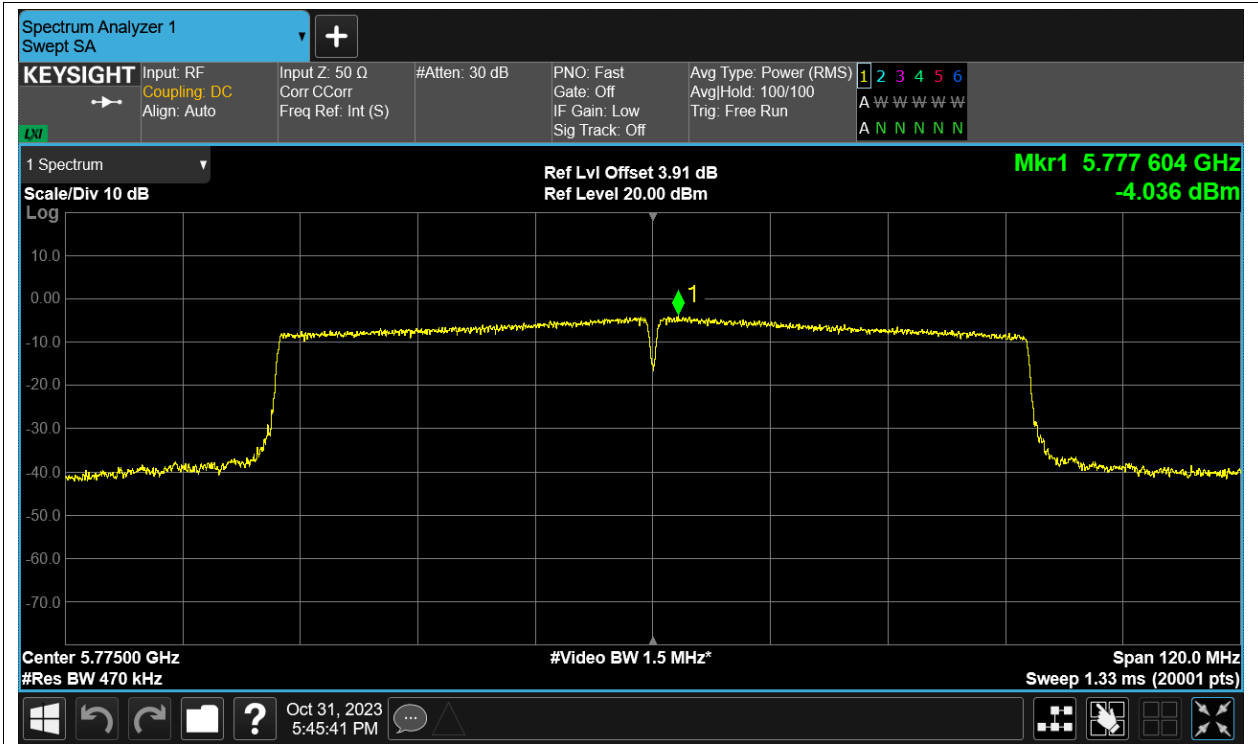 Spectrum Analyzer 1
Swept SA
KEYSIGHT
LXI
Input: RF
Coupling: DC
Align: Auto
Input Z: 50 Ω
Corr CCorr
Freq Ref: Int (S)
#Atten: 30 dB
PNO: Fast
Gate: Off
IF Gain: Low
Sig Track: Off
Avg Type: Power (RMS)
Avg|Hold: 100/100
Trig: Free Run
1 2 3 4 5 6
A W W W W W
A N N N N N
1 Spectrum
Scale/Div 10 dB
Log
Ref Lvl Offset 3.91 dB
Ref Level 20.00 dBm
Mkr1 5.777 604 GHz
-4.036 dBm
10.0
0.00
-10.0
-20.0
-30.0
-40.0
-50.0
-60.0
-70.0
1
Center 5.77500 GHz
#Res BW 470 kHz
#Video BW 1.5 MHz*
Span 120.0 MHz
Sweep 1.33 ms (20001 pts)
?
Oct 31, 2023
5:45:41 PM